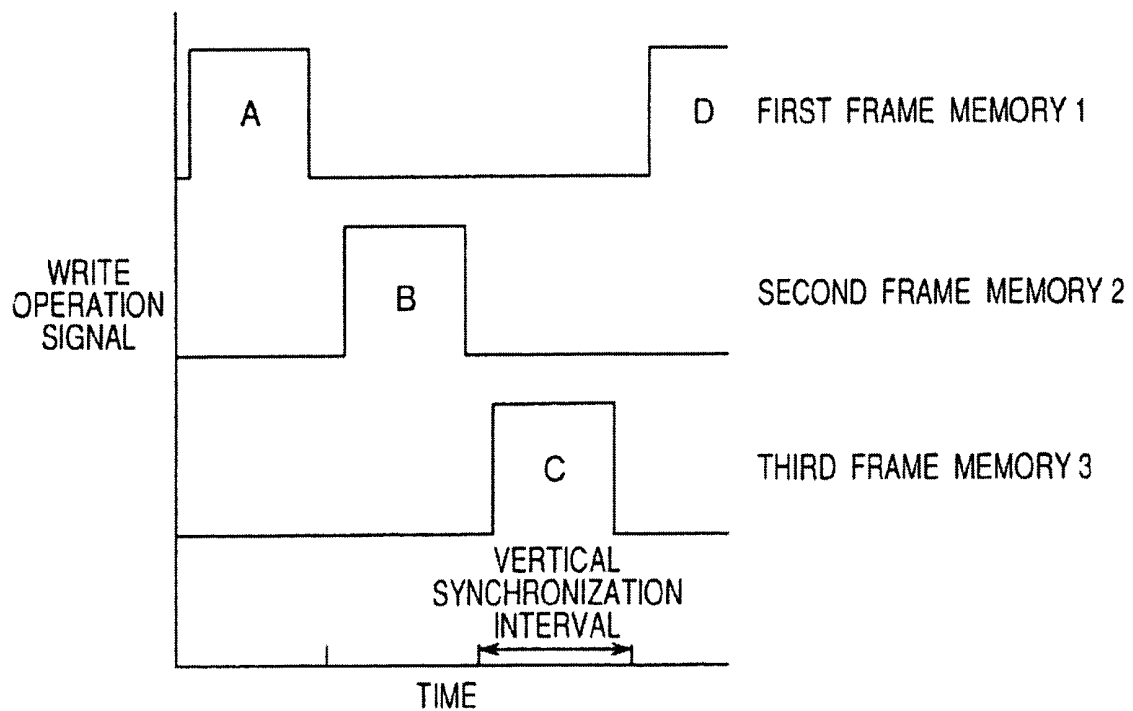 A
D FIRST FRAME MEMORY 1
WRITE
OPERATION
SIGNAL
B
SECOND FRAME MEMORY 2
C
THIRD FRAME MEMORY 3
VERTICAL
SYNCHRONIZATION
INTERVAL
TIME